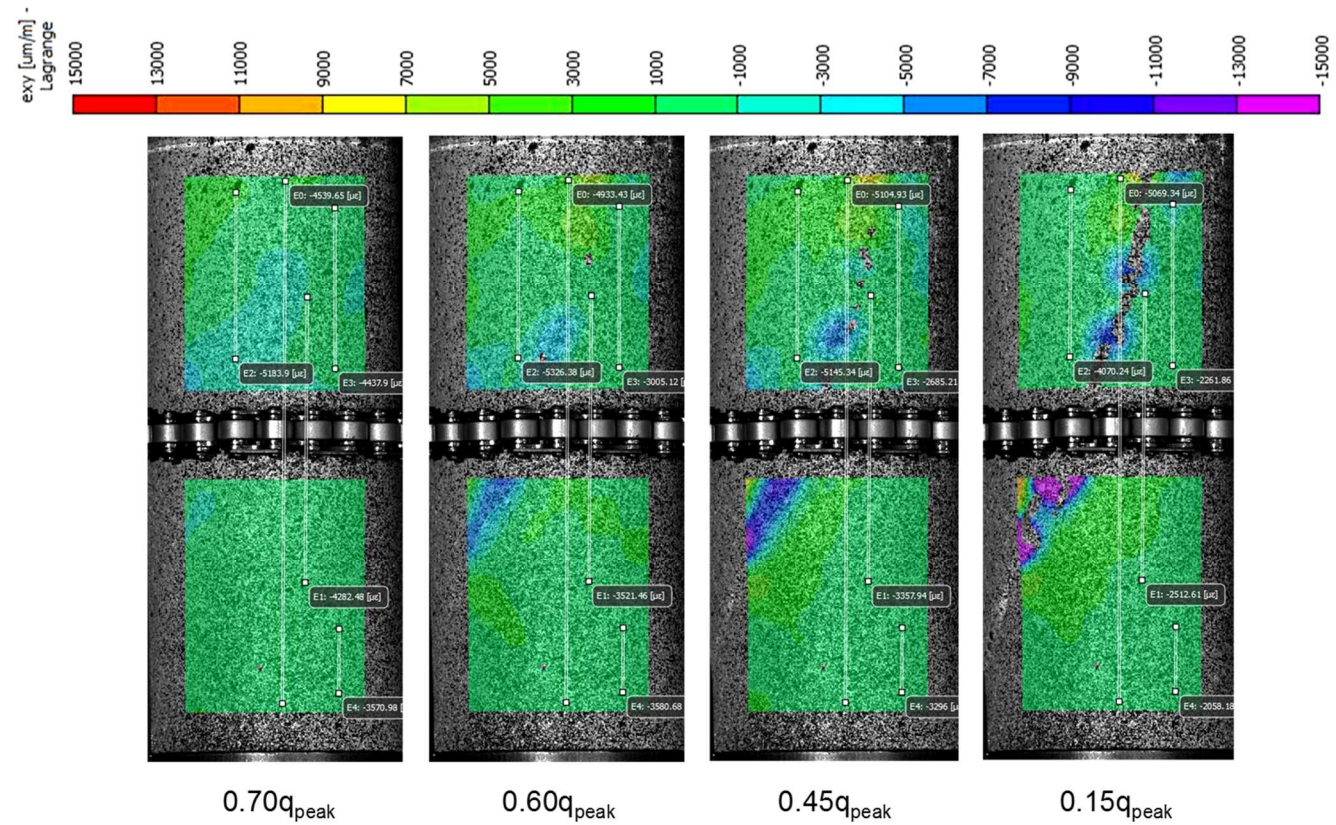 exy [um/m] -
Lagrange
15000
13000
11000
9000
7000
5000
3000
1000
-1000
-3000
-5000
-7000
-9000
-11000
-13000
-15000
E0: -4539.65 [µε]
E2: -5183.9 [µε]
E3: -4437.9 [µε
E1: -4282.48 [µε]
E4: -3570.98 [
0.70qpeak
E0: -4933.43 [µε]
E2: -5326.38 [µε]
E3: -3005.12 [µ
E1: -3521.46 [µε]
E4: -3580.68
0.60qpeak
E0: -5104.93 [µε]
E2: -5145.34 [µε]
E3: -2685.21
E1: -3357.94 [µε]
E4: -3296 [µ
0.45qpeak
E0: -5069.34 [µε]
E2: -4070.24 [µε]
E3: -2261.86
E1: -2512.61 [µε]
E4: -2058.18
0.15qpeak